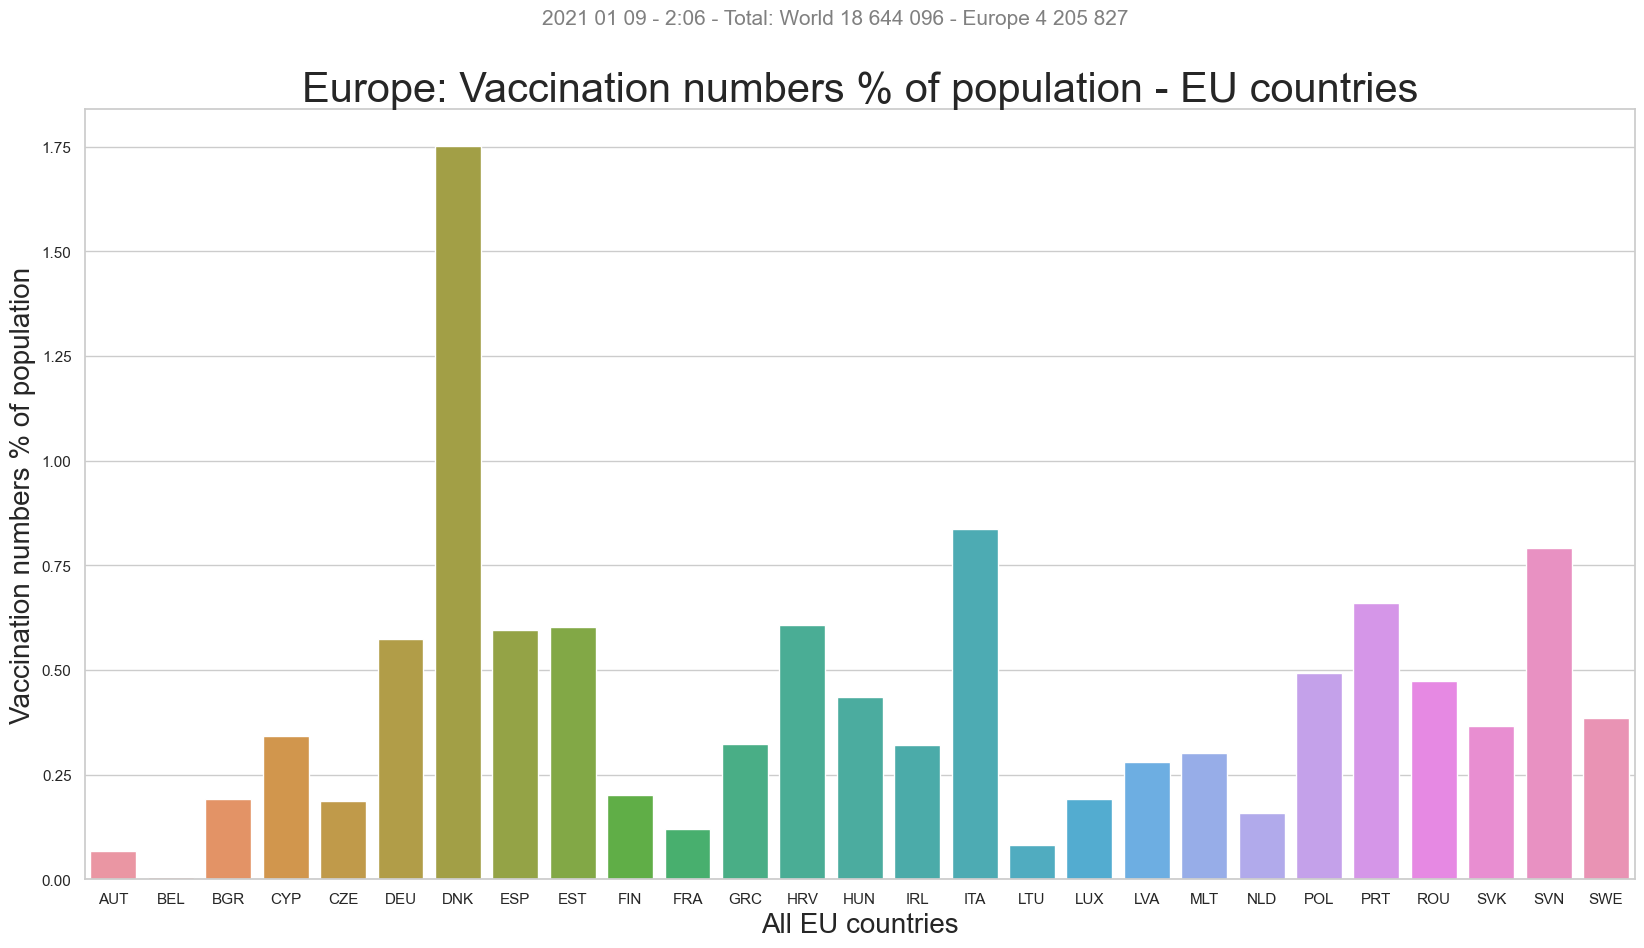 2021 01 09 - 2:06 - Total: World 18 644 096 - Europe 4 205 827
Europe: Vaccination numbers % of population - EU countries
Vaccination numbers % of population
1.75
1.50
1.25
1.00
0.75
0.50
0.25
0.00
AUT BEL BGR CYP CZE DEU DNK ESP EST FIN FRA GRC HRV HUN IRL ITA LTU LUX LVA MLT NLD POL PRT ROU SVK SVN SWE
All EU countries